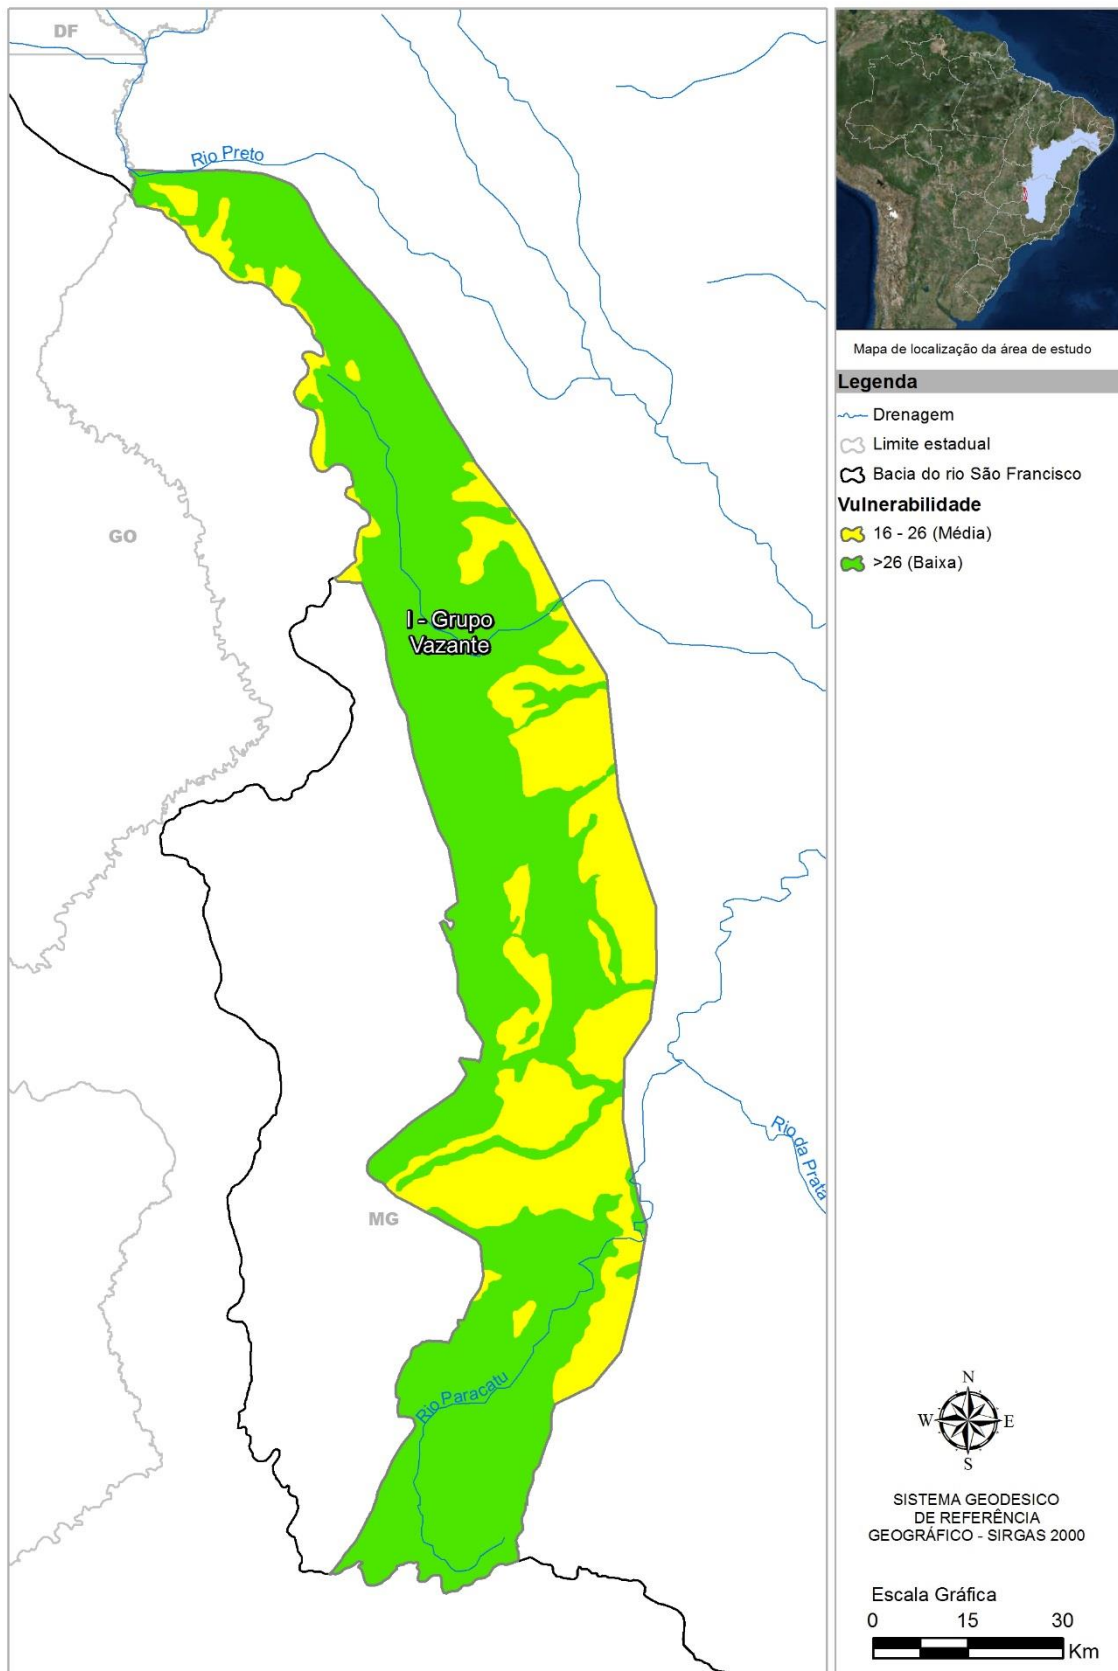 DF
Rio Preto
GO
I - Grupo
Vazante
Rio da Prata
MG
Rio Paracatu
Mapa de localização da área de estudo
Legenda
Drenagem
Limite estadual
Bacia do rio São Francisco
Vulnerabilidade
16 - 26 (Média)
>26 (Baixa)
N
W
E
S
SISTEMA GEODESICO
DE REFERÊNCIA
GEOGRÁFICO - SIRGAS 2000
Escala Gráfica
0 15 30
Km